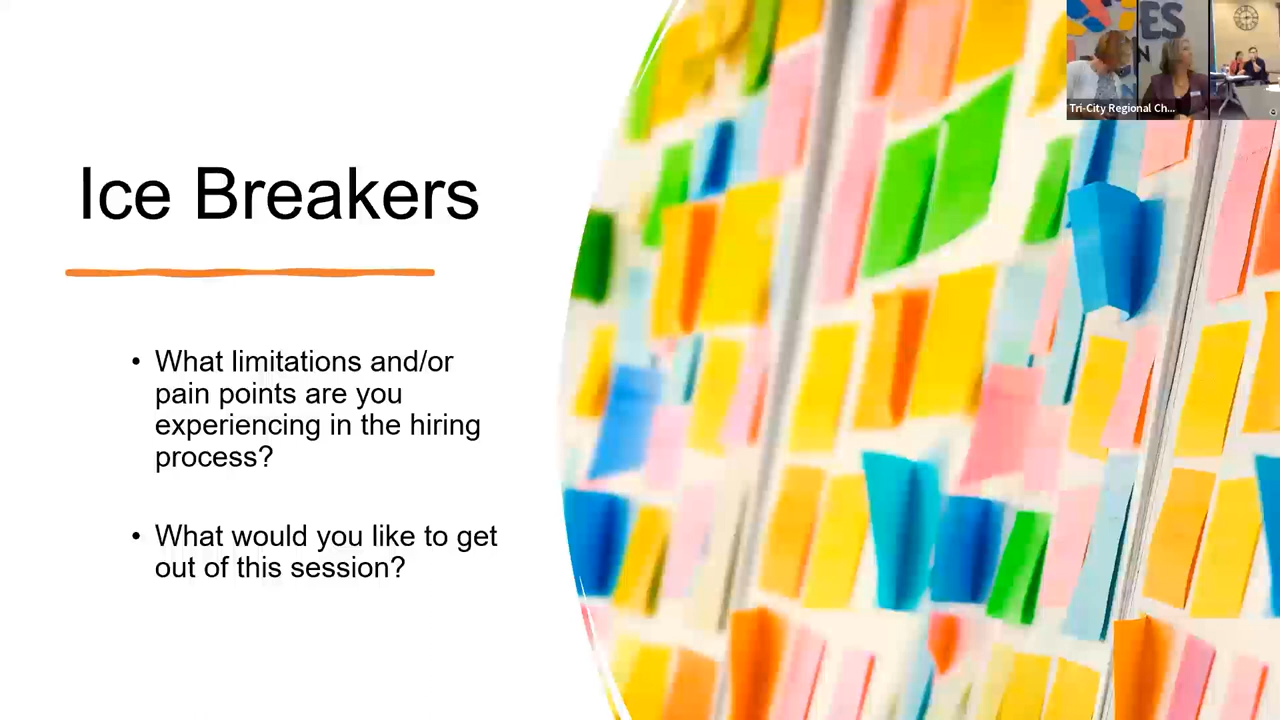 Ice Breakers
• What limitations and/or
pain points are you
experiencing in the hiring
process?
• What would you like to get
out of this session?
ES
N
Tri-City Regional Ch...